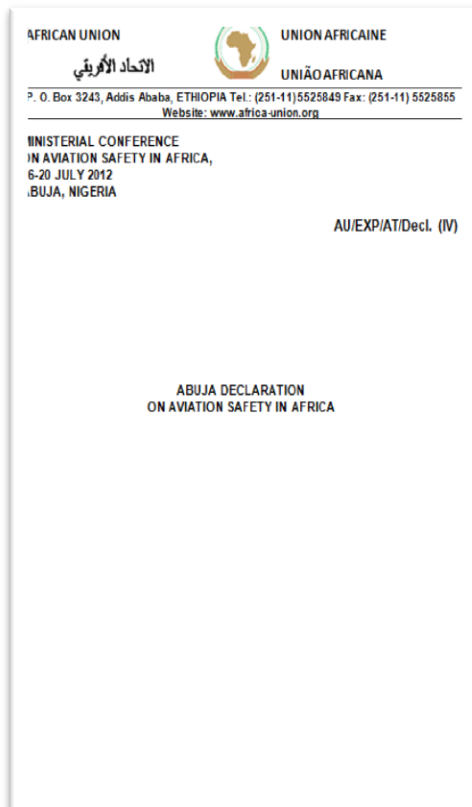 AFRICAN UNION
UNION AFRICAINE
الاتحاد الأفريقي
UNIÃO AFRICANA
P. O. Box 3243, Addis Ababa, ETHIOPIA Tel.: (251-11) 5525849 Fax: (251-11) 5525855
Website: www.africa-union.org
MINISTERIAL CONFERENCE
ON AVIATION SAFETY IN AFRICA,
6-20 JULY 2012
ABUJA, NIGERIA
AU/EXP/AT/Decl. (IV)
ABUJA DECLARATION
ON AVIATION SAFETY IN AFRICA